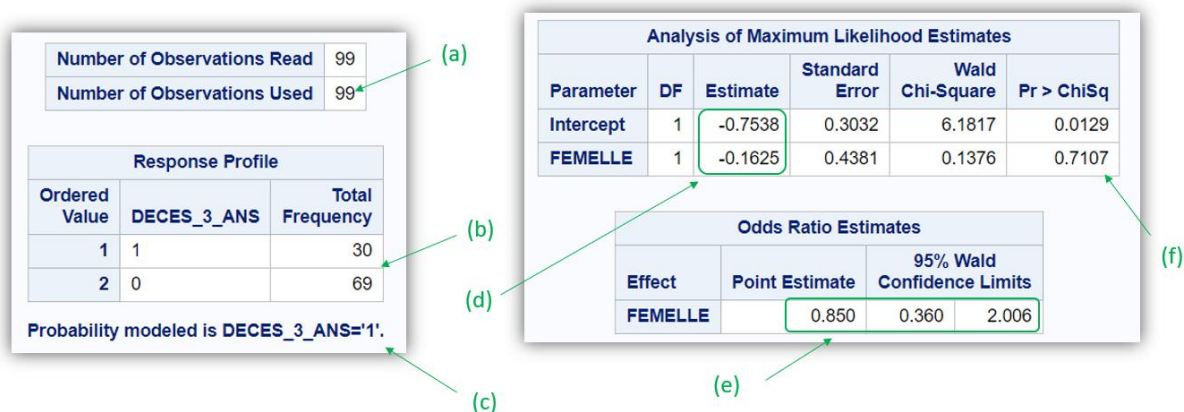 Number of Observations Read 99
Number of Observations Used 99
(a)
Response Profile
Ordered Value DECES_3_ANS Total Frequency
1 1 30
2 0 69
(b)
Probability modeled is DECES_3_ANS='1'.
(c)
Analysis of Maximum Likelihood Estimates
Parameter DF Estimate Standard Error Wald Chi-Square Pr > ChiSq
Intercept 1 -0.7538 0.3032 6.1817 0.0129
FEMELLE 1 -0.1625 0.4381 0.1376 0.7107
(d)
(f)
Odds Ratio Estimates
Effect Point Estimate 95% Wald Confidence Limits
FEMELLE 0.850 0.360 2.006
(e)